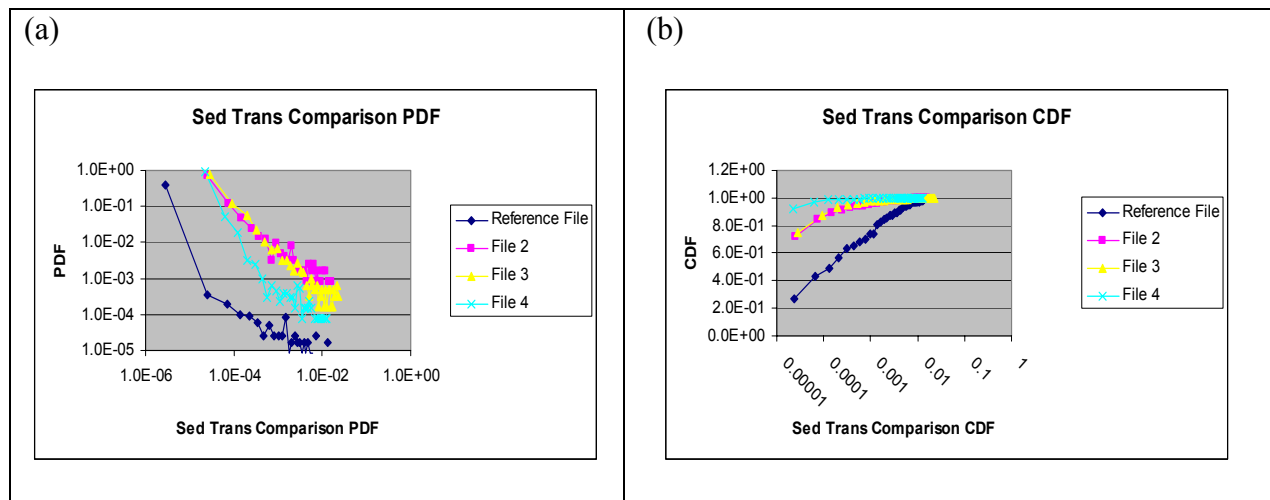 (a)
Sed Trans Comparison PDF
PDF
1.0E+00
1.0E-01
1.0E-02
1.0E-03
1.0E-04
1.0E-05
1.0E-06
1.0E-04
1.0E-02
1.0E+00
Sed Trans Comparison PDF
Reference File
File 2
File 3
File 4
(b)
Sed Trans Comparison CDF
CDF
1.2E+00
1.0E+00
8.0E-01
6.0E-01
4.0E-01
2.0E-01
0.0E+00
0.00001
0.0001
0.001
0.01
0.1
1
Sed Trans Comparison CDF
Reference File
File 2
File 3
File 4